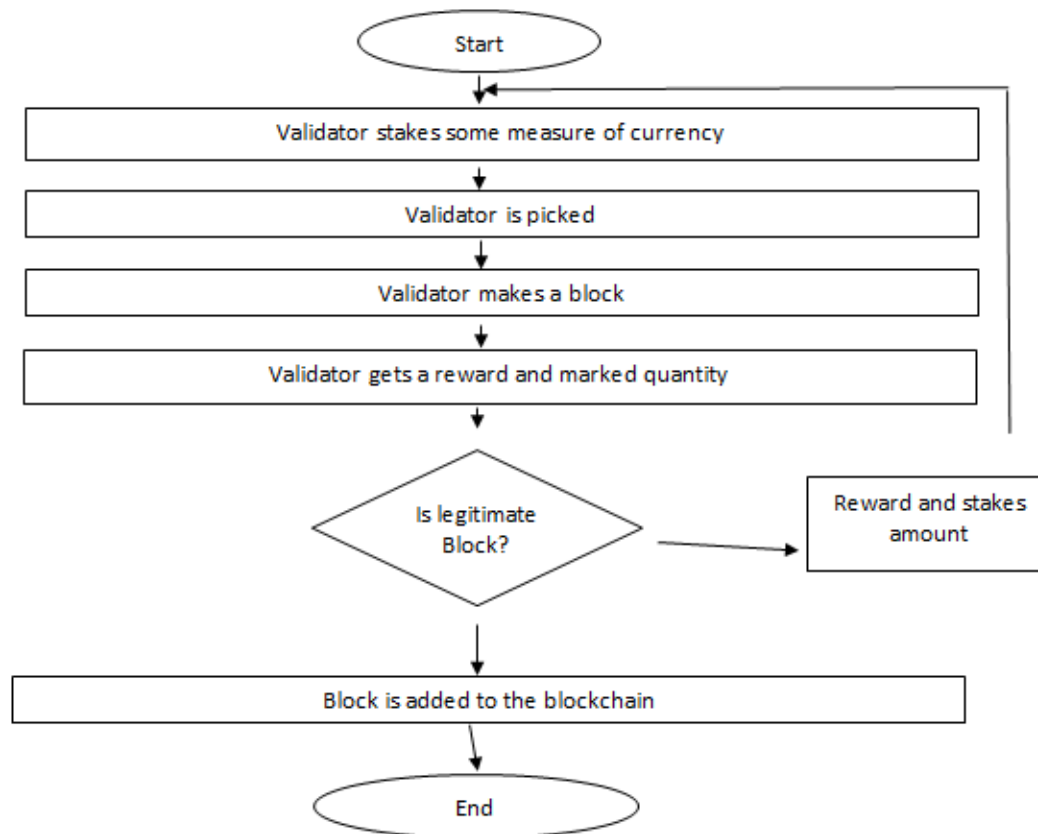 Start
Validator stakes some measure of currency
Validator is picked
Validator makes a block
Validator gets a reward and marked quantity
Is legitimate
Block?
Reward and stakes
amount
Block is added to the blockchain
End